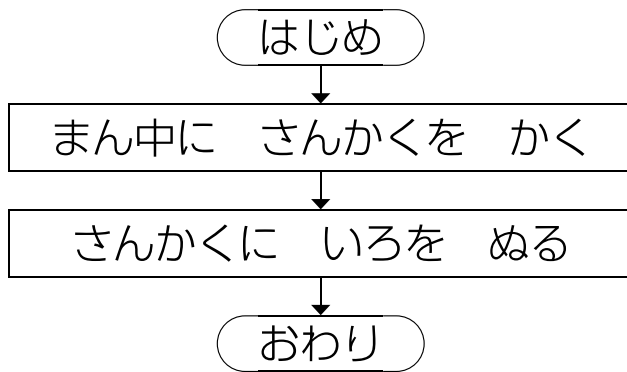 はじめ
まん中に　さんかくを　かく
さんかくに　いろを　ぬる
おわり